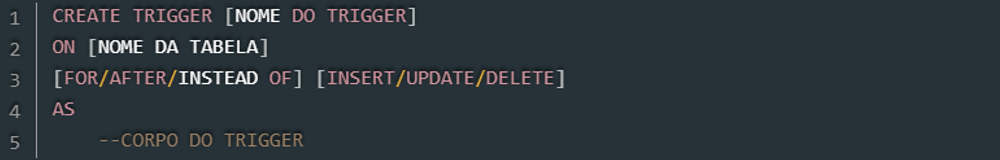 1 CREATE TRIGGER [NOME DO TRIGGER]
2 ON [NOME DA TABELA]
3 [FOR/AFTER/INSTEAD OF] [INSERT/UPDATE/DELETE]
4 AS
5 --CORPO DO TRIGGER